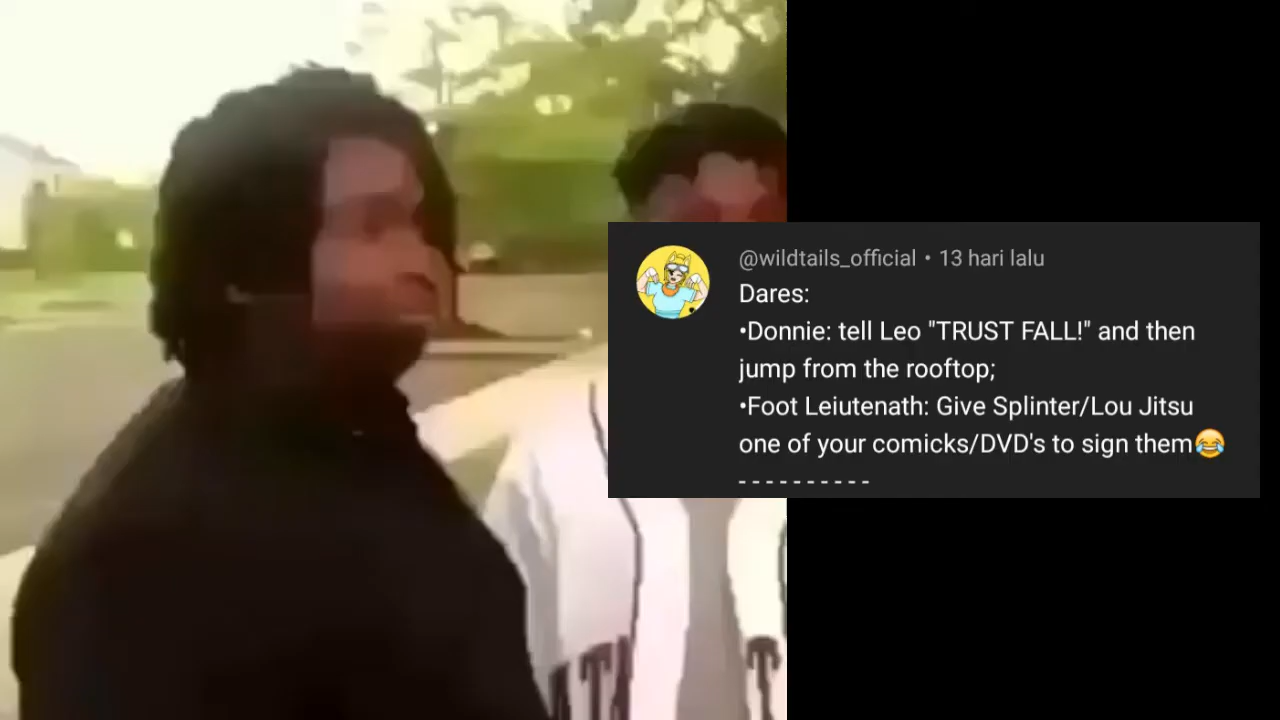 @wildtails_official • 13 hari lalu
Dares:
•Donnie: tell Leo "TRUST FALL!" and then
jump from the rooftop;
•Foot Leiutenath: Give Splinter/Lou Jitsu
one of your comicks/DVD's to sign them😂
- - - - - - - - - -